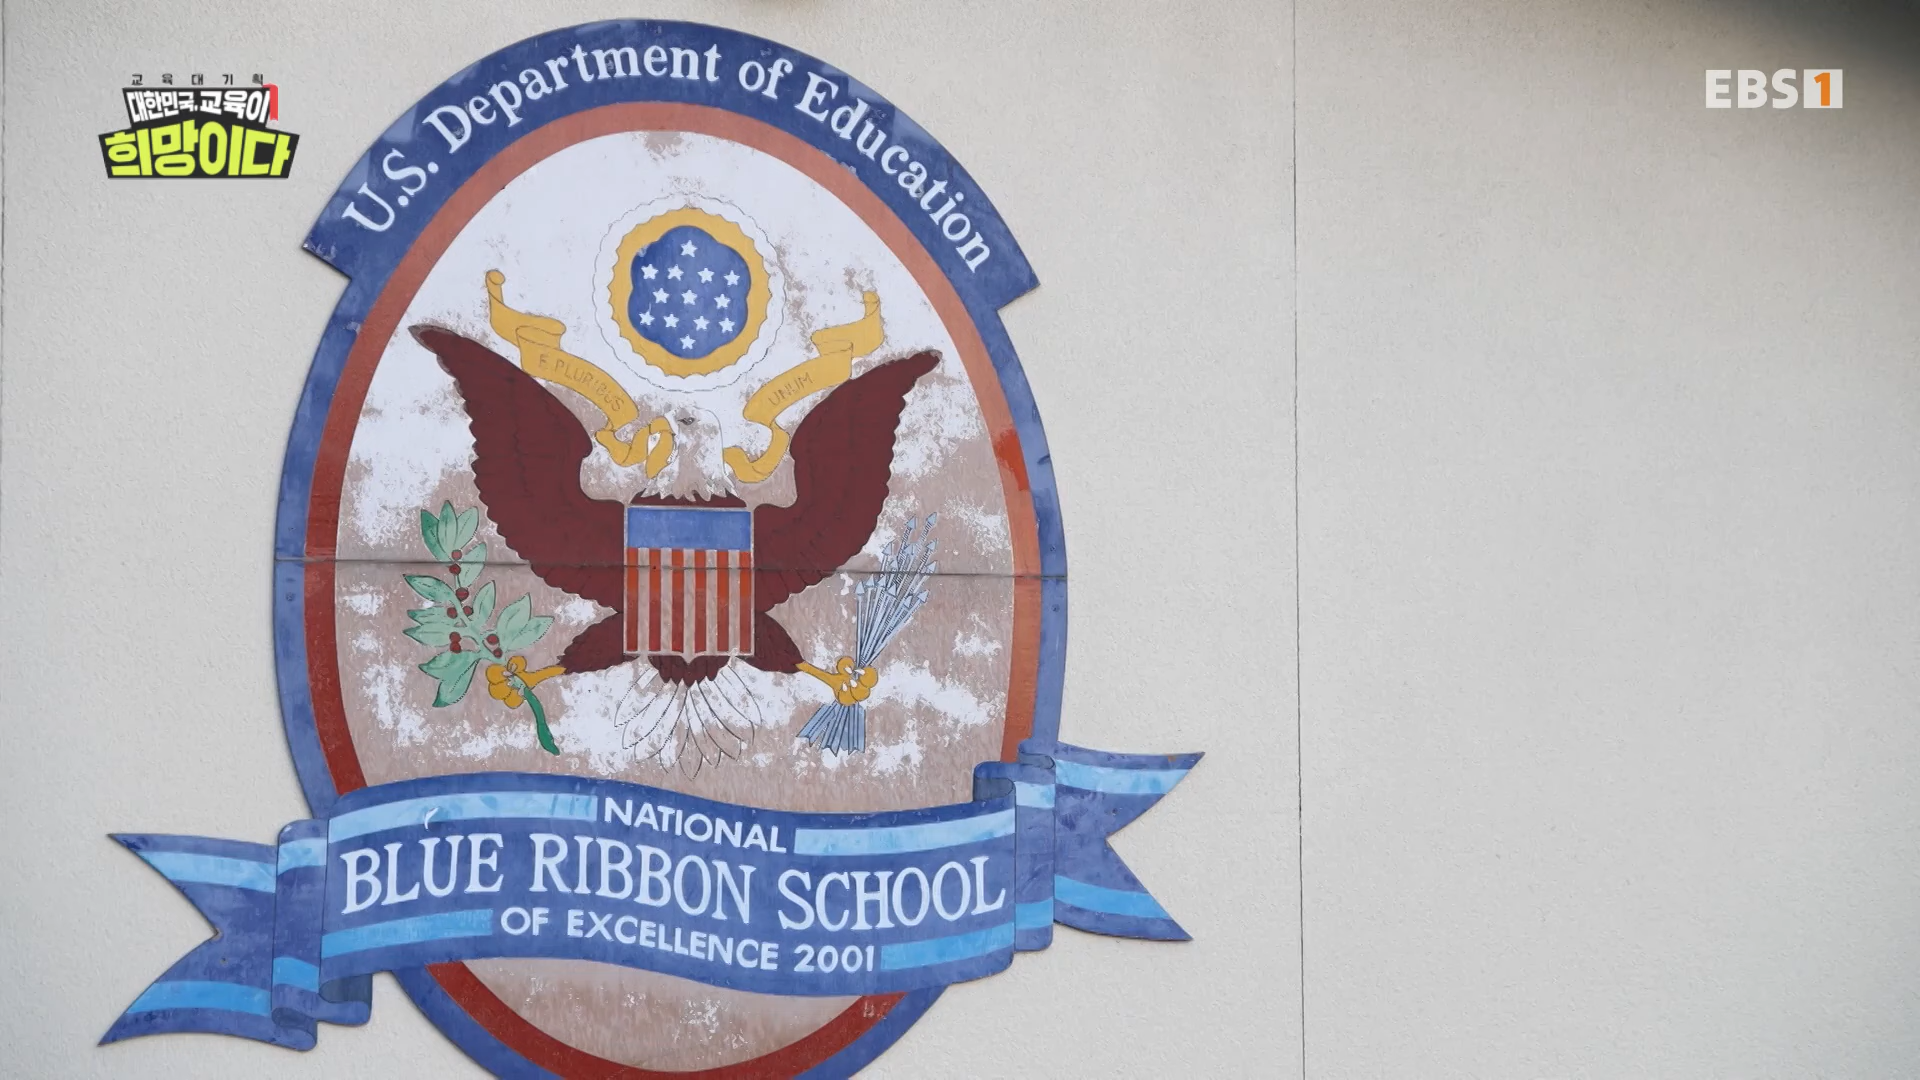 교육대기획
대한민국, 교육이
희망이다
EBS1
U.S. Department of Education
E PLURIBUS
UNUM
NATIONAL
BLUE RIBBON SCHOOL
OF EXCELLENCE 2001